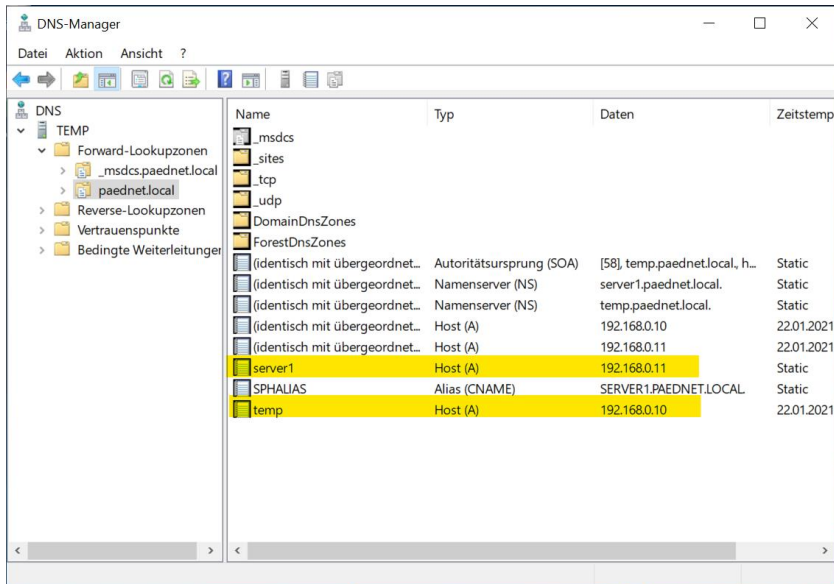 DNS-Manager
Datei Aktion Ansicht ?
DNS
TEMP
Forward-Lookupzonen
_msdcs.paednet.local
paednet.local
Reverse-Lookupzonen
Vertrauenspunkte
Bedingte Weiterleitunger
Name Typ Daten Zeitstemp
_msdcs
_sites
_tcp
_udp
DomainDnsZones
ForestDnsZones
(identisch mit übergeordnet... Autoritätsursprung (SOA) [58], temp.paednet.local., h... Static
(identisch mit übergeordnet... Namenserver (NS) server1.paednet.local. Static
(identisch mit übergeordnet... Namenserver (NS) temp.paednet.local. Static
(identisch mit übergeordnet... Host (A) 192.168.0.10 22.01.2021
(identisch mit übergeordnet... Host (A) 192.168.0.11 22.01.2021
server1 Host (A) 192.168.0.11 Static
SPHALIAS Alias (CNAME) SERVER1.PAEDNET.LOCAL. Static
temp Host (A) 192.168.0.10 22.01.2021